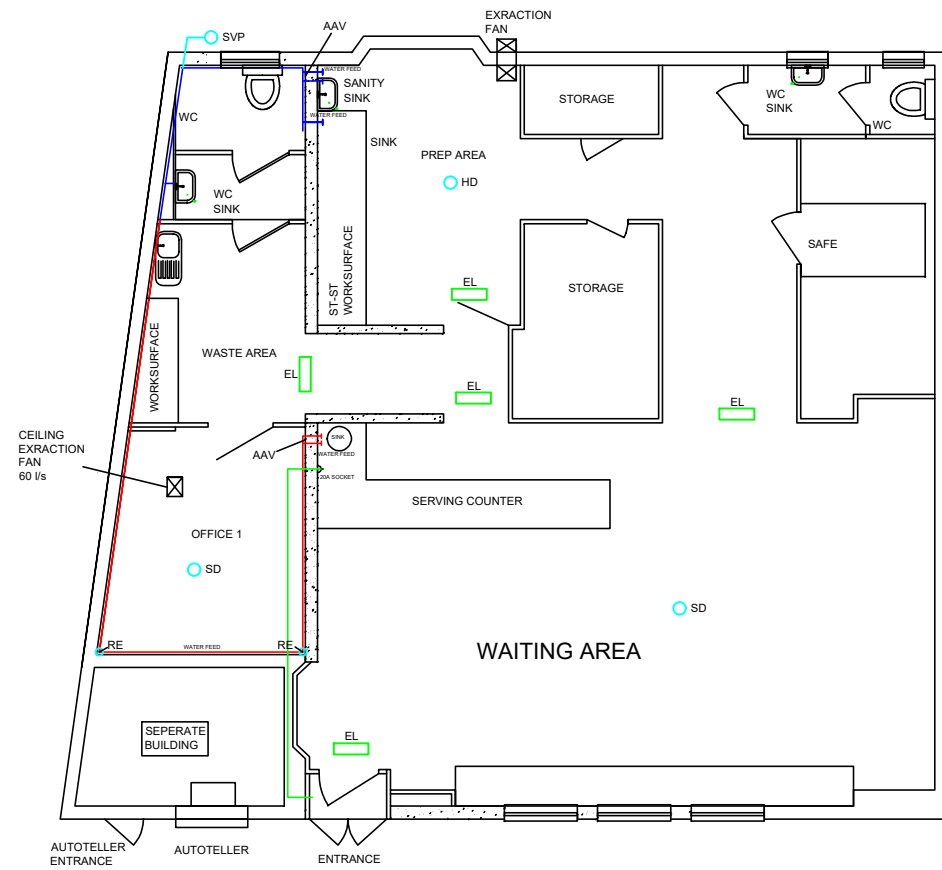 EXRACTION
FAN
AAV
SVP
WATER FEED
SANITY
SINK
WC
SINK
STORAGE
WC
WATER FEED
WC
SINK
PREP AREA
HD
WC
SINK
SAFE
ST-ST
WORKSURFACE
EL
STORAGE
WORKSURFACE
WASTE AREA
EL
EL
EL
CEILING
EXRACTION
FAN
60 l/s
AAV
SINK
WATER FEED
20A SOCKET
SERVING COUNTER
OFFICE 1
SD
SD
RE
WATER FEED
RE
WAITING AREA
SEPERATE
BUILDING
EL
AUTOTELLER
ENTRANCE
AUTOTELLER
ENTRANCE